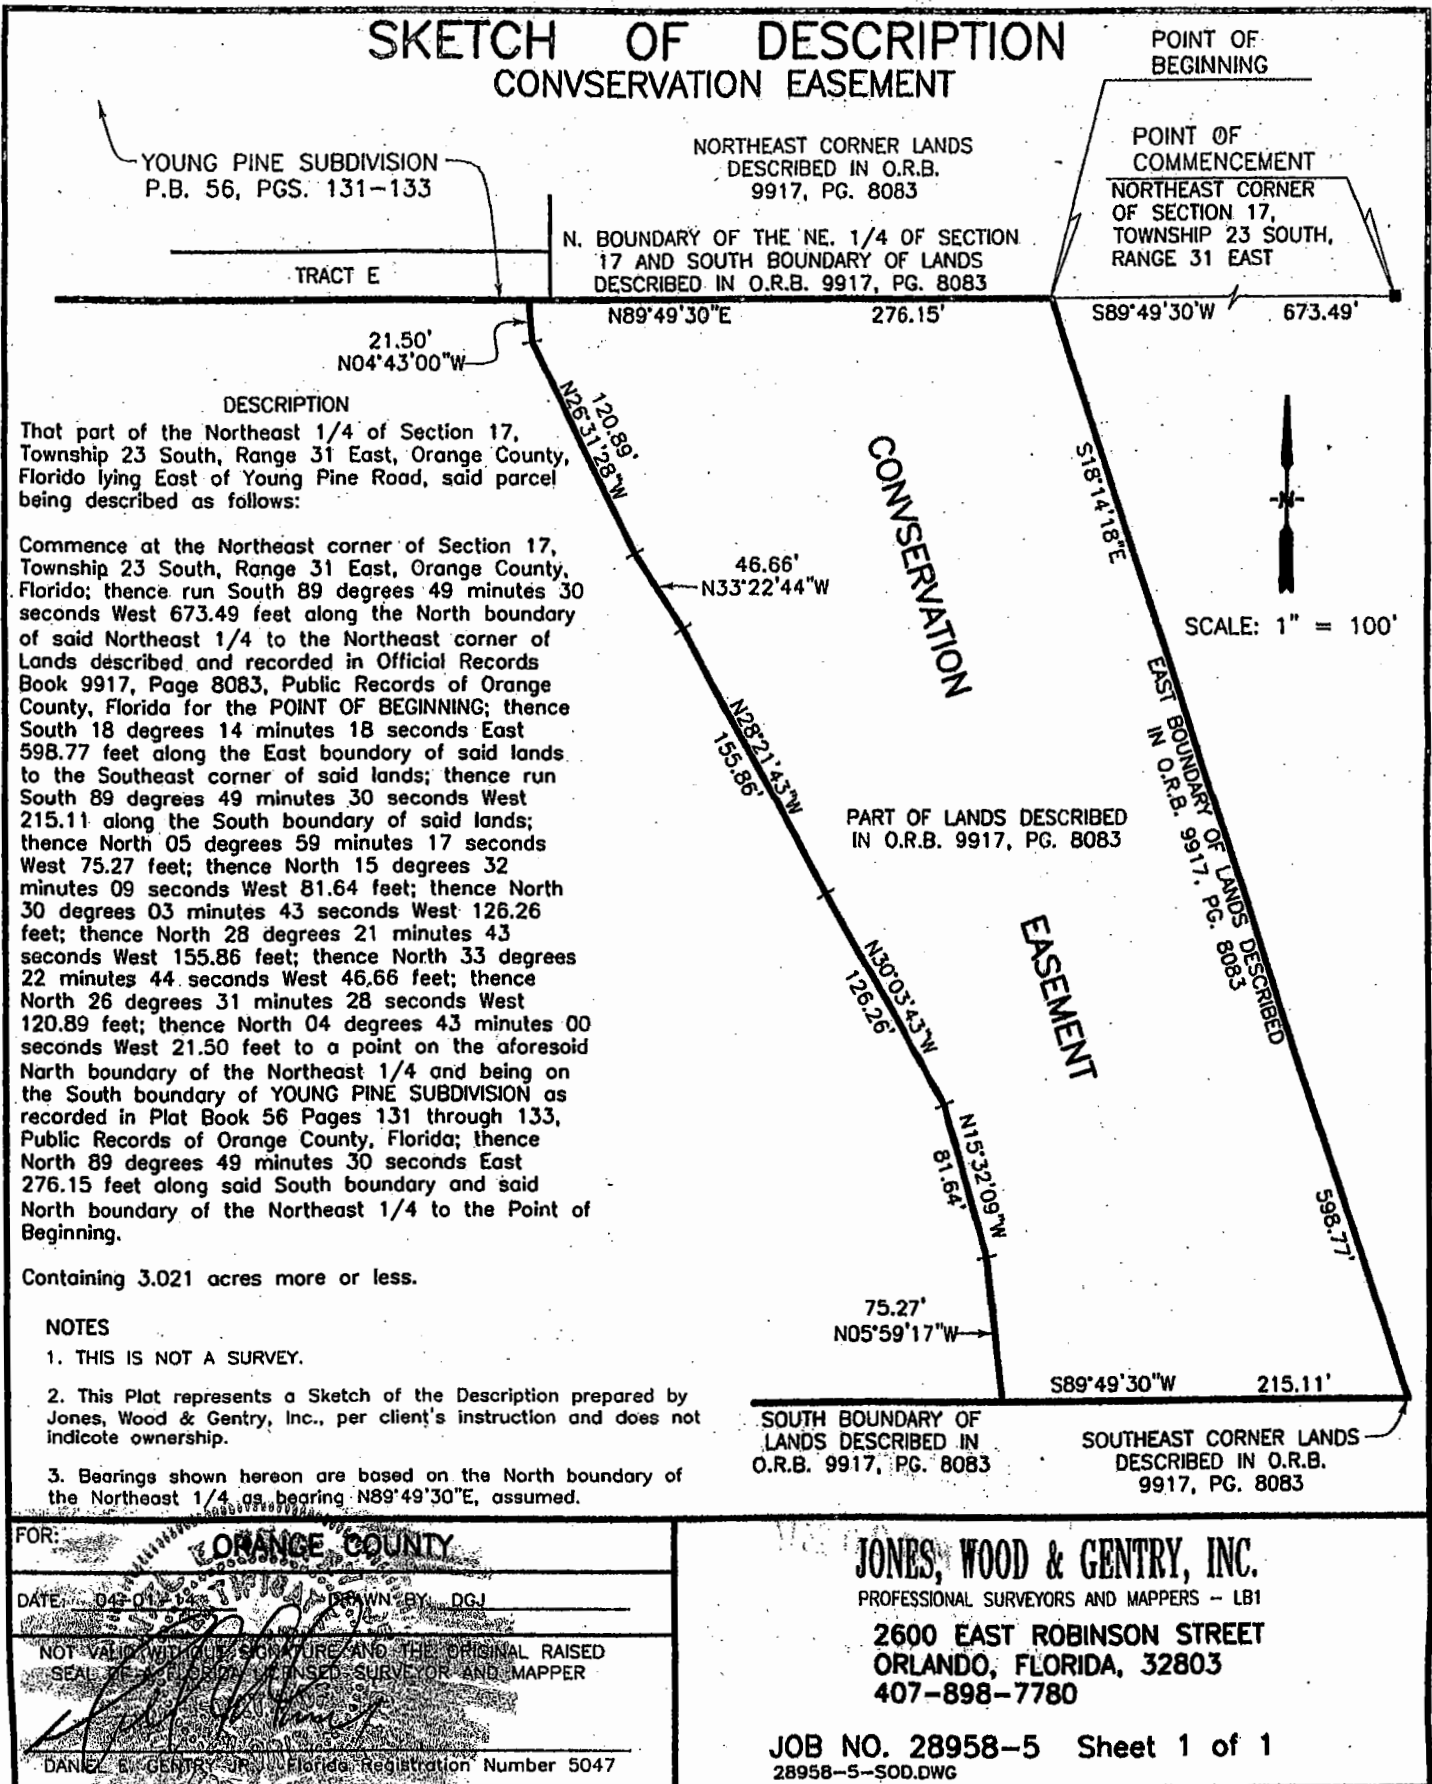 SKETCH OF DESCRIPTION
CONVSERVATION EASEMENT
POINT OF
BEGINNING
YOUNG PINE SUBDIVISION
P.B. 56, PGS. 131-133
NORTHEAST CORNER LANDS
DESCRIBED IN O.R.B.
9917, PG. 8083
POINT OF
COMMENCEMENT
NORTHEAST CORNER
OF SECTION 17,
TOWNSHIP 23 SOUTH,
RANGE 31 EAST
N. BOUNDARY OF THE NE. 1/4 OF SECTION
17 AND SOUTH BOUNDARY OF LANDS
DESCRIBED IN O.R.B. 9917, PG. 8083
TRACT E
N89°49'30"E 276.15'
S89°49'30"W 673.49'
21.50'
N04°43'00"W
120.89'
N26°31'28"W
46.66'
N33°22'44"W
N28°21'43"W
155.86'
N30°03'43"W
126.26'
N15°32'09"W
81.64'
75.27'
N05°59'17"W
CONVSERVATION
EASEMENT
PART OF LANDS DESCRIBED
IN O.R.B. 9917, PG. 8083
S18°14'18"E
EAST BOUNDARY OF LANDS DESCRIBED
IN O.R.B. 9917, PG. 8083
598.77'
N
SCALE: 1" = 100'
S89°49'30"W 215.11'
SOUTH BOUNDARY OF
LANDS DESCRIBED IN
O.R.B. 9917, PG. 8083
SOUTHEAST CORNER LANDS
DESCRIBED IN O.R.B.
9917, PG. 8083
DESCRIPTION
That part of the Northeast 1/4 of Section 17,
Township 23 South, Range 31 East, Orange County,
Florido lying East of Young Pine Road, said parcel
being described as follows:
Commence at the Northeast corner of Section 17,
Township 23 South, Range 31 East, Orange County,
Florido; thence run South 89 degrees 49 minutes 30
seconds West 673.49 feet along the North boundary
of said Northeast 1/4 to the Northeast corner of
Lands described and recorded in Official Records
Book 9917, Page 8083, Public Records of Orange
County, Florida for the POINT OF BEGINNING; thence
South 18 degrees 14 minutes 18 seconds East
598.77 feet along the East boundary of said lands
to the Southeast corner of said lands; thence run
South 89 degrees 49 minutes 30 seconds West
215.11 along the South boundary of said lands;
thence North 05 degrees 59 minutes 17 seconds
West 75.27 feet; thence North 15 degrees 32
minutes 09 seconds West 81.64 feet; thence North
30 degrees 03 minutes 43 seconds West 126.26
feet; thence North 28 degrees 21 minutes 43
seconds West 155.86 feet; thence North 33 degrees
22 minutes 44 seconds West 46.66 feet; thence
North 26 degrees 31 minutes 28 seconds West
120.89 feet; thence North 04 degrees 43 minutes 00
seconds West 21.50 feet to a point on the aforesoid
North boundary of the Northeast 1/4 and being on
the South boundary of YOUNG PINE SUBDIVISION as
recorded in Plat Book 56 Pages 131 through 133,
Public Records of Orange County, Florida; thence
North 89 degrees 49 minutes 30 seconds East
276.15 feet along said South boundary and said
North boundary of the Northeast 1/4 to the Point of
Beginning.
Containing 3.021 acres more or less.
NOTES
1. THIS IS NOT A SURVEY.
2. This Plat represents a Sketch of the Description prepared by
Jones, Wood & Gentry, Inc., per client's instruction and does not
indicote ownership.
3. Bearings shown hereon are based on the North boundary of
the Northeast 1/4 as bearing N89°49'30"E, assumed.
FOR: ORANGE COUNTY
DATE: 04-01-14 DRAWN BY: DGJ
NOT VALID WITHOUT SIGNATURE AND THE ORIGINAL RAISED
SEAL OF A FLORIDA LICENSED SURVEYOR AND MAPPER
DANIEL E. GENTRY JR. Florida Registration Number 5047
JONES, WOOD & GENTRY, INC.
PROFESSIONAL SURVEYORS AND MAPPERS - LB1
2600 EAST ROBINSON STREET
ORLANDO, FLORIDA, 32803
407-898-7780
JOB NO. 28958-5 Sheet 1 of 1
28958-5-SOD.DWG